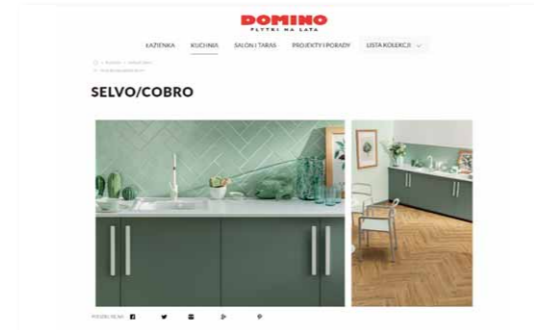 DOMINO
PŁYTKI NA LATA
ŁAZIENKA KUCHNIA SALON I TARAS PROJEKTY I PORADY LISTA KOLEKCJI
SELVO/COBRO